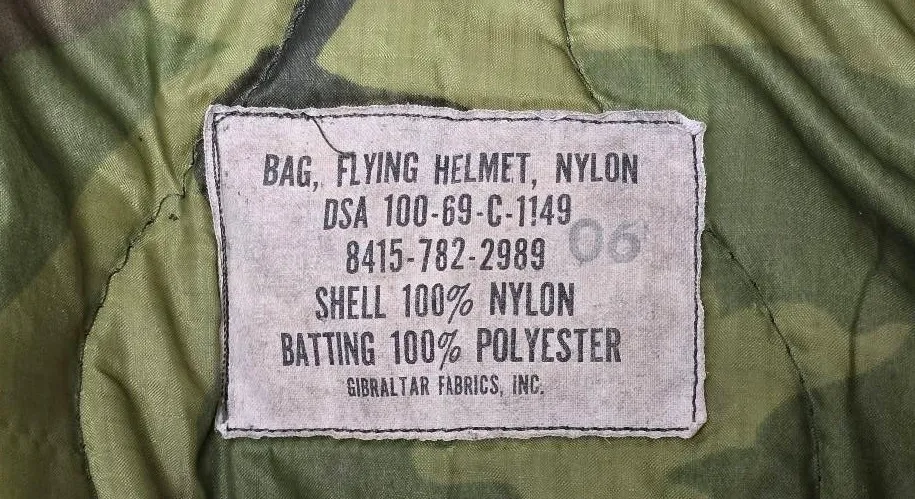 BAG, FLYING HELMET, NYLON
DSA 100-69-C-1149
06
8415-782-2989
SHELL 100% NYLON
BATTING 100% POLYESTER
GIBRALTAR FABRICS, INC.